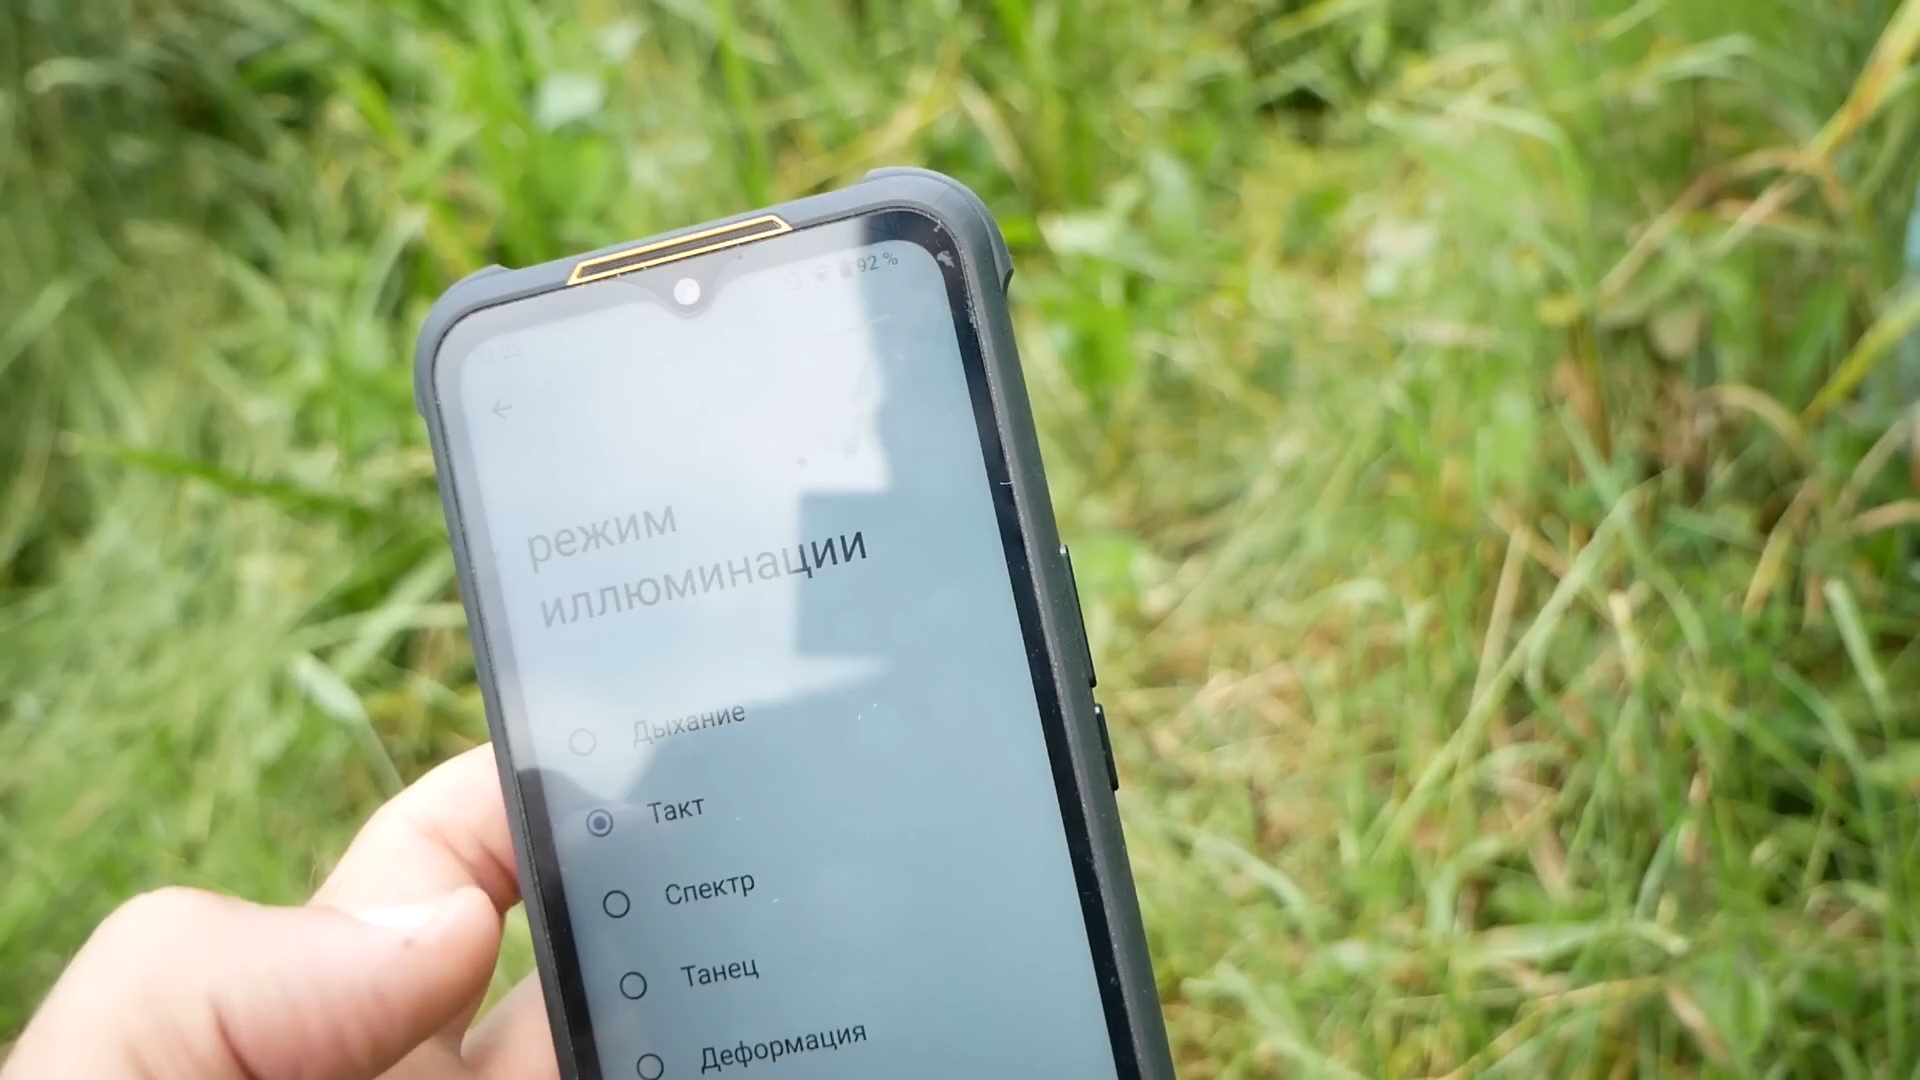 92 %
режим
иллюминации
Дыхание
Такт
Спектр
Танец
Деформация